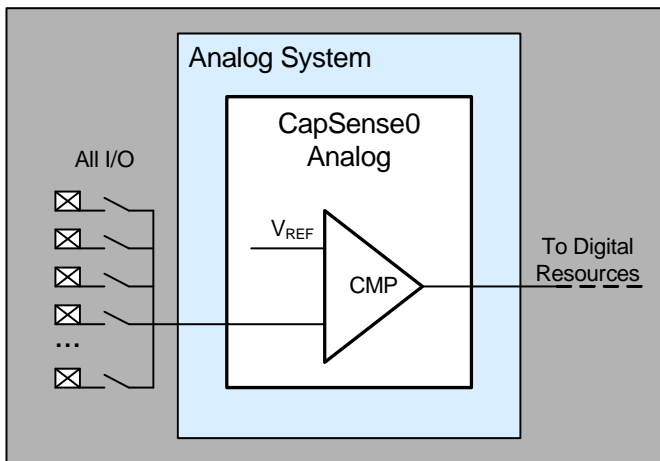 Analog System
CapSense0
Analog
All I/O
VREF
CMP
To Digital
Resources
...